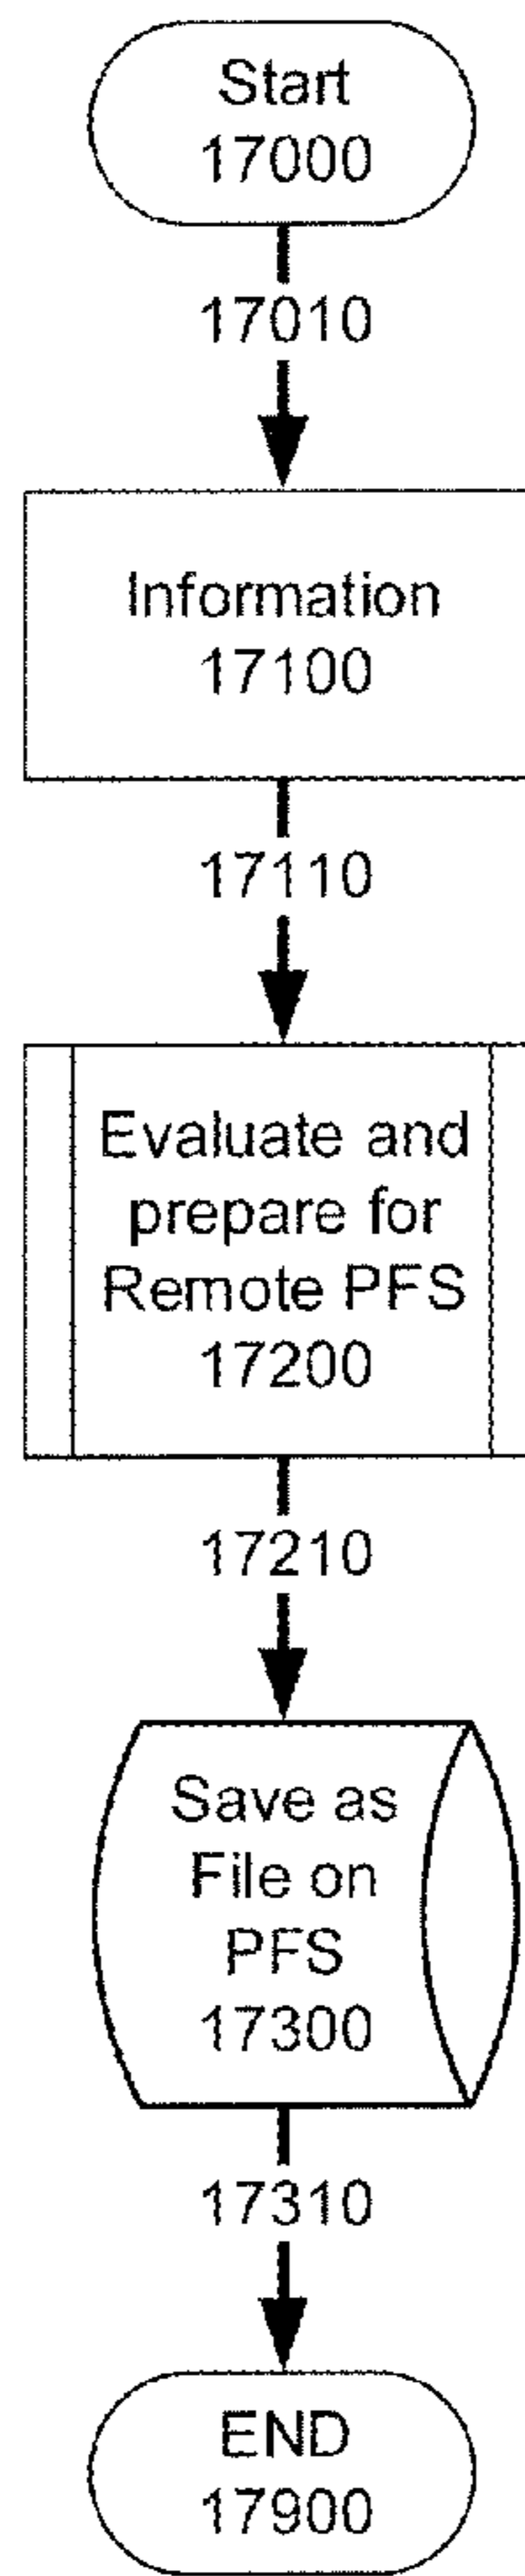 Start
17000
17010
Information
17100
17110
Evaluate and
prepare for
Remote PFS
17200
17210
Save as
File on
PFS
17300
17310
END
17900